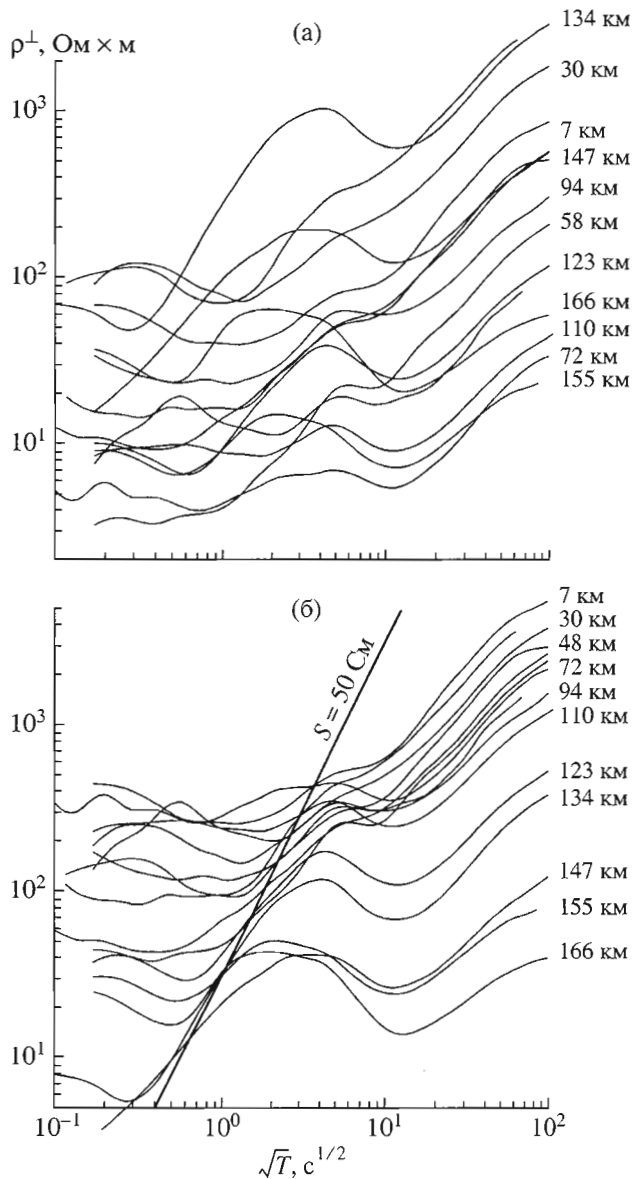 (а)
ρ⊥, Ом × м
10³
10²
10¹
134 км
30 км
7 км
147 км
94 км
58 км
123 км
166 км
110 км
72 км
155 км
(б)
S = 50 См
10³
10²
10¹
7 км
30 км
48 км
72 км
94 км
110 км
123 км
134 км
147 км
155 км
166 км
10⁻¹ 10⁰ 10¹ 10²
√T, с^1/2